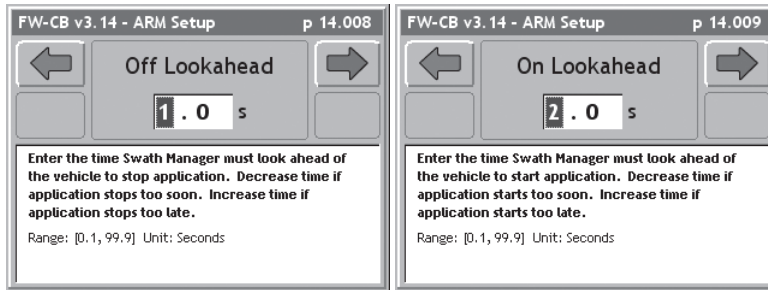 FW-CB v3.14 - ARM Setup p 14.008
Off Lookahead
1 . 0 s
Enter the time Swath Manager must look ahead of
the vehicle to stop application. Decrease time if
application stops too soon. Increase time if
application stops too late.
Range: [0.1, 99.9] Unit: Seconds
FW-CB v3.14 - ARM Setup p 14.009
On Lookahead
2 . 0 s
Enter the time Swath Manager must look ahead of
the vehicle to start application. Decrease time if
application starts too soon. Increase time if
application starts too late.
Range: [0.1, 99.9] Unit: Seconds